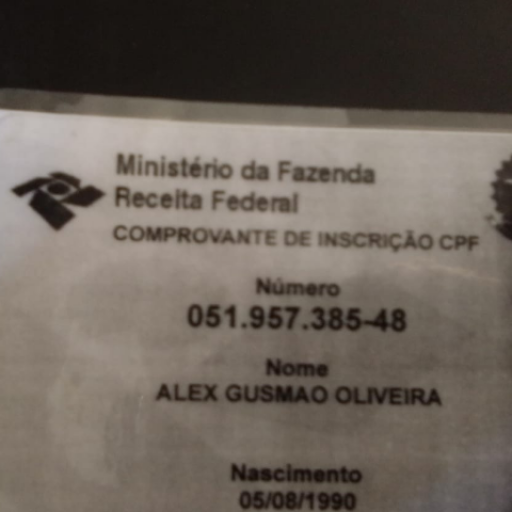 Ministério da Fazenda
Receita Federal
COMPROVANTE DE INSCRIÇÃO CPF
Número
051.957.385-48
Nome
ALEX GUSMAO OLIVEIRA
Nascimento
05/08/1990